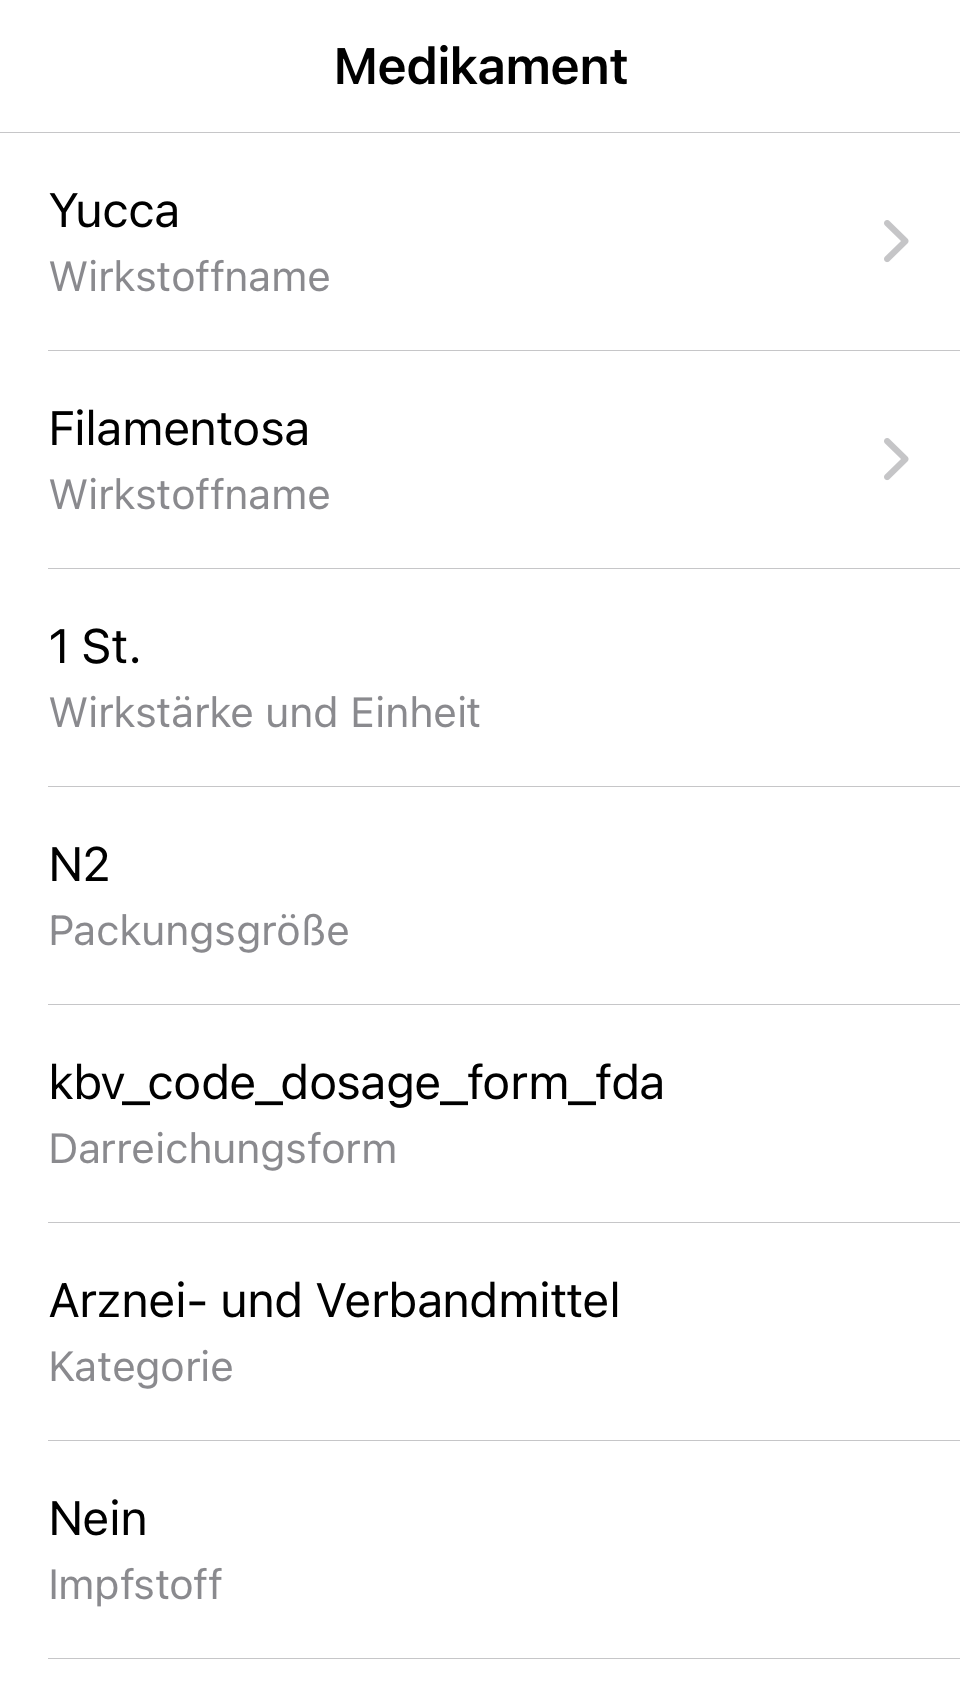 Medikament
Yucca
Wirkstoffname
Filamentosa
Wirkstoffname
1 St.
Wirkstärke und Einheit
N2
Packungsgröße
kbv_code_dosage_form_fda
Darreichungsform
Arznei- und Verbandmittel
Kategorie
Nein
Impfstoff